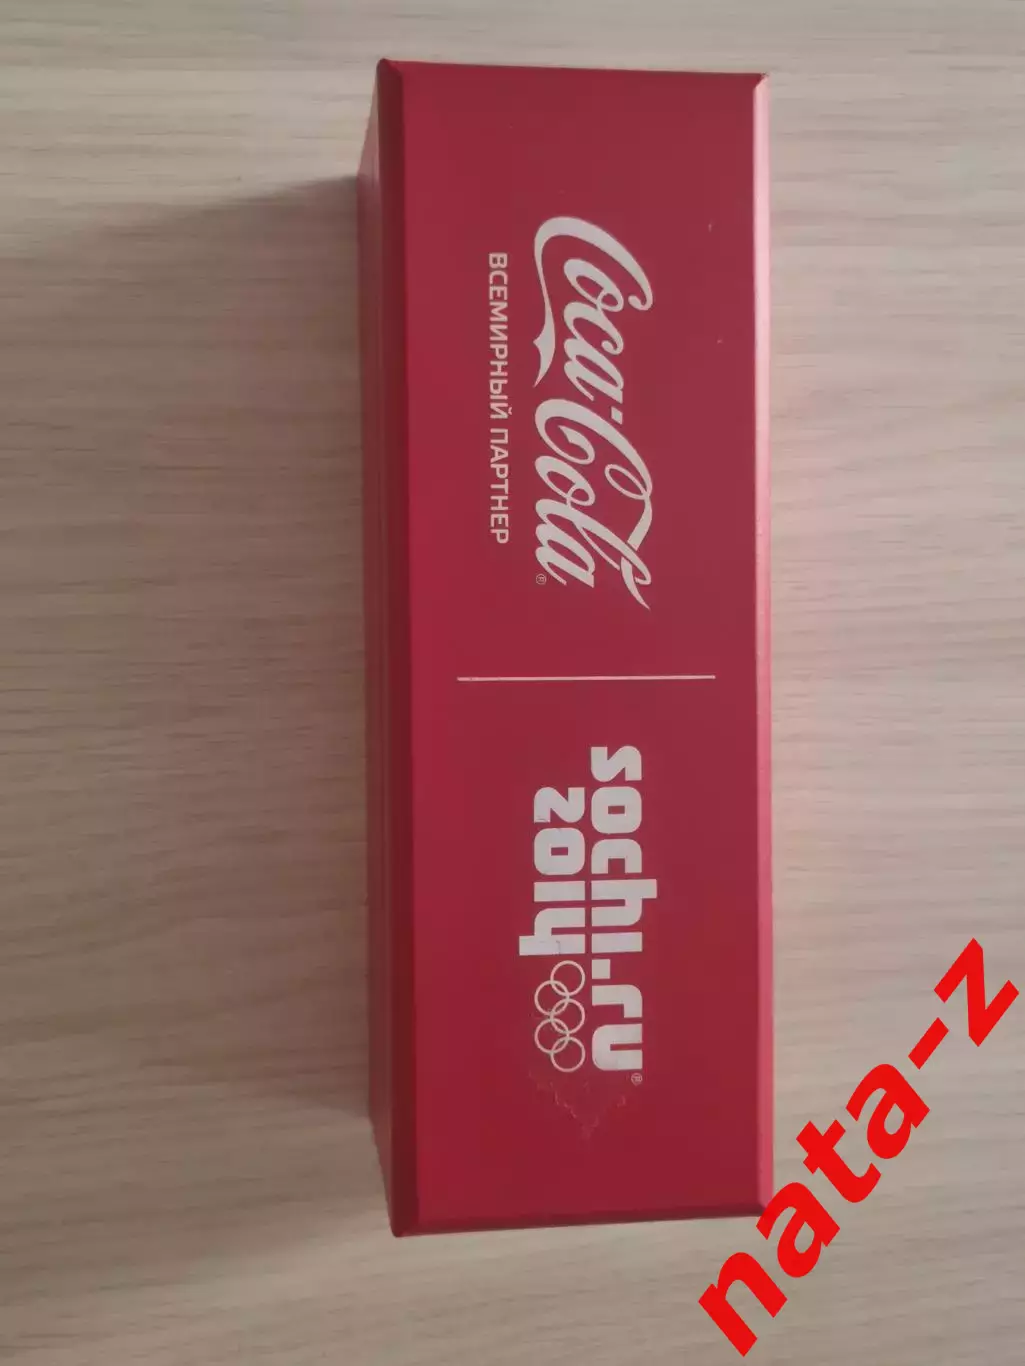 Coca-Cola®
ВСЕМИРНЫЙ ПАРТНЕР
sochi.ru®
2014
nata-z